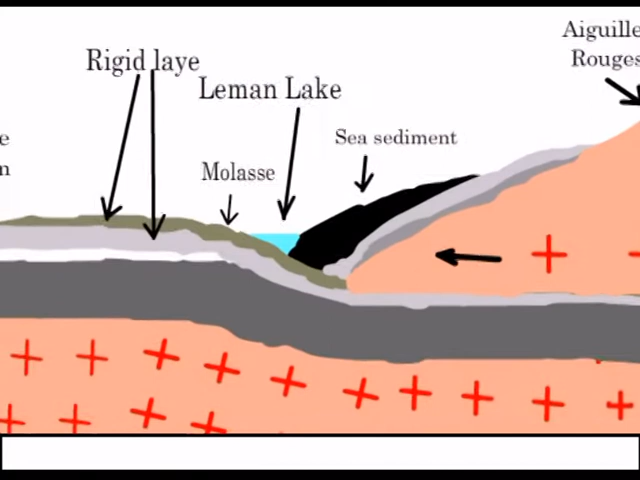 Aiguille
Rouges
Rigid laye
Leman Lake
Sea sediment
e
n
Molasse